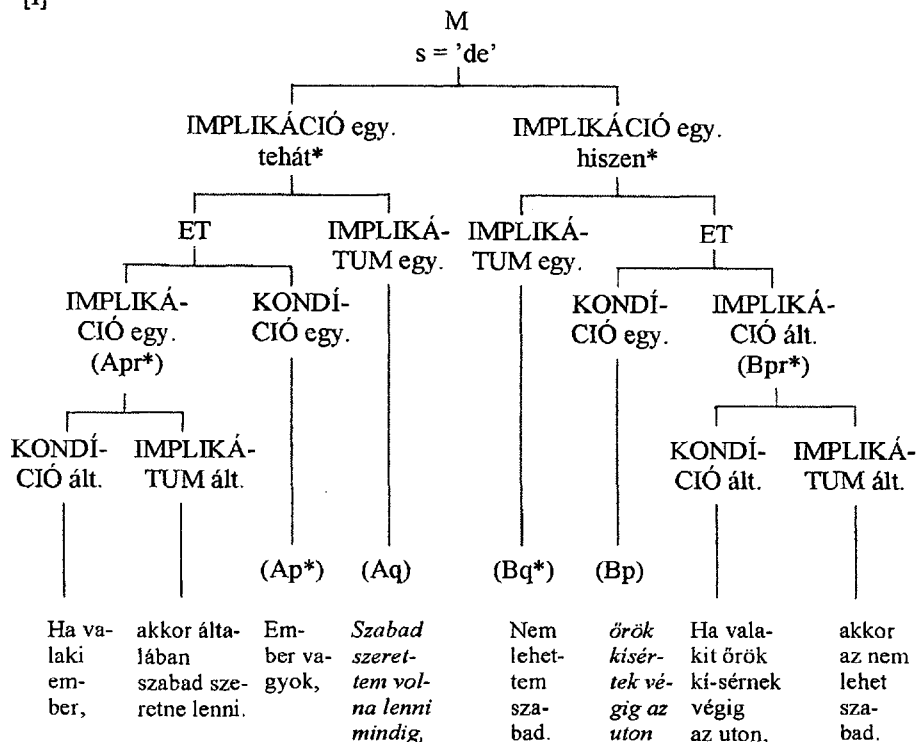 [1]
M
s = 'de'
IMPLIKÁCIÓ egy.
tehát*
IMPLIKÁCIÓ egy.
hiszen*
ET
IMPLIKÁ-
TUM egy.
IMPLIKÁ-
TUM egy.
ET
IMPLIKÁ-
CIÓ egy.
(Apr*)
KONDÍ-
CIÓ egy.
KONDÍ-
CIÓ egy.
IMPLIKÁ-
CIÓ ált.
(Bpr*)
KONDÍ-
CIÓ ált.
IMPLIKÁ-
TUM ált.
KONDÍ-
CIÓ ált.
IMPLIKÁ-
TUM ált.
(Ap*)
(Aq)
(Bq*)
(Bp)
Ha va-
laki
em-
ber,
akkor álta-
lában
szabad sze-
retne lenni.
Em-
ber va-
gyok,
Szabad
szeret-
tem vol-
na lenni
mindig,
Nem
lehet-
tem
sza-
bad.
őrök
kísér-
tek vé-
gig az
uton
Ha vala-
kit őrök
kí-sérnek
végig
az uton,
akkor
az nem
lehet
sza-
bad.